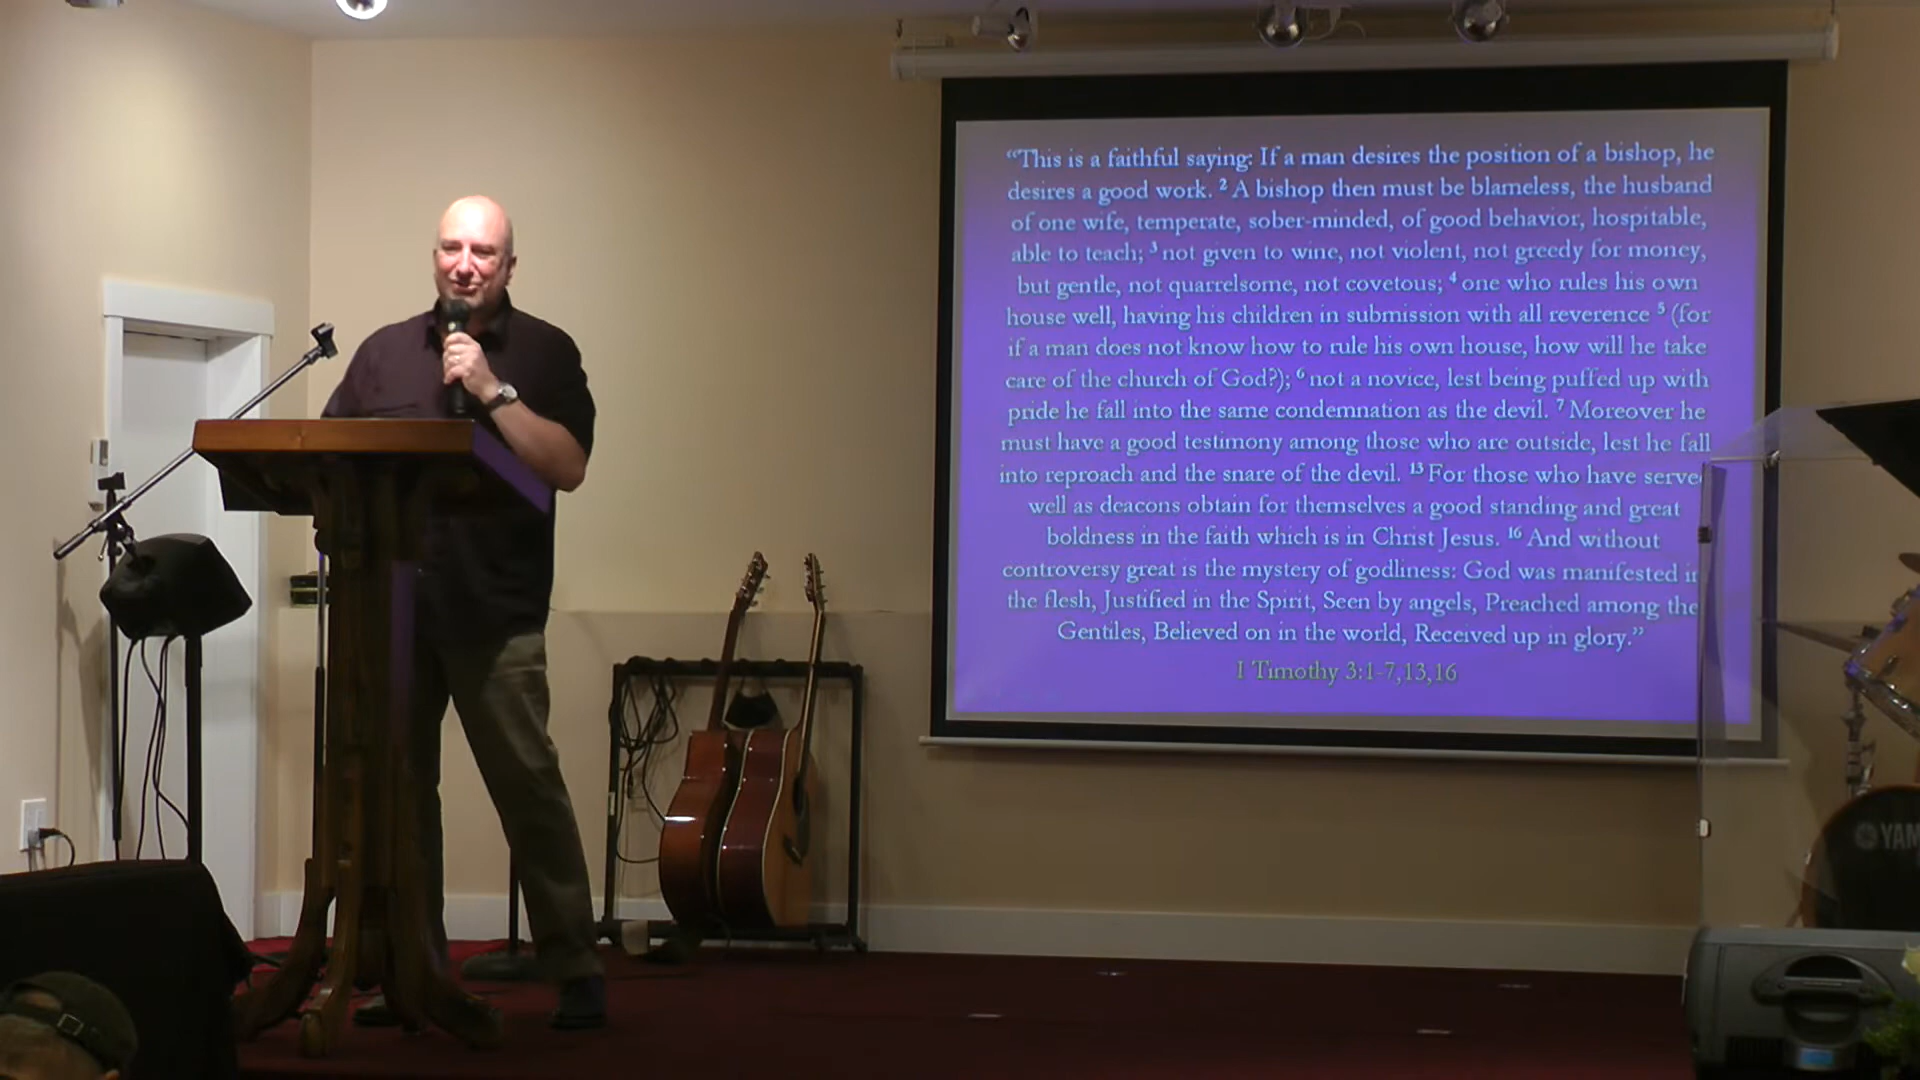 “This is a faithful saying: If a man desires the position of a bishop, he
desires a good work. ² A bishop then must be blameless, the husband
of one wife, temperate, sober-minded, of good behavior, hospitable,
able to teach; ³ not given to wine, not violent, not greedy for money,
but gentle, not quarrelsome, not covetous; ⁴ one who rules his own
house well, having his children in submission with all reverence ⁵ (for
if a man does not know how to rule his own house, how will he take
care of the church of God?); ⁶ not a novice, lest being puffed up with
pride he fall into the same condemnation as the devil. ⁷ Moreover he
must have a good testimony among those who are outside, lest he fall
into reproach and the snare of the devil. ¹³ For those who have served
well as deacons obtain for themselves a good standing and great
boldness in the faith which is in Christ Jesus. ¹⁶ And without
controversy great is the mystery of godliness: God was manifested in
the flesh, Justified in the Spirit, Seen by angels, Preached among the
Gentiles, Believed on in the world, Received up in glory.”
I Timothy 3:1-7,13,16
YAM